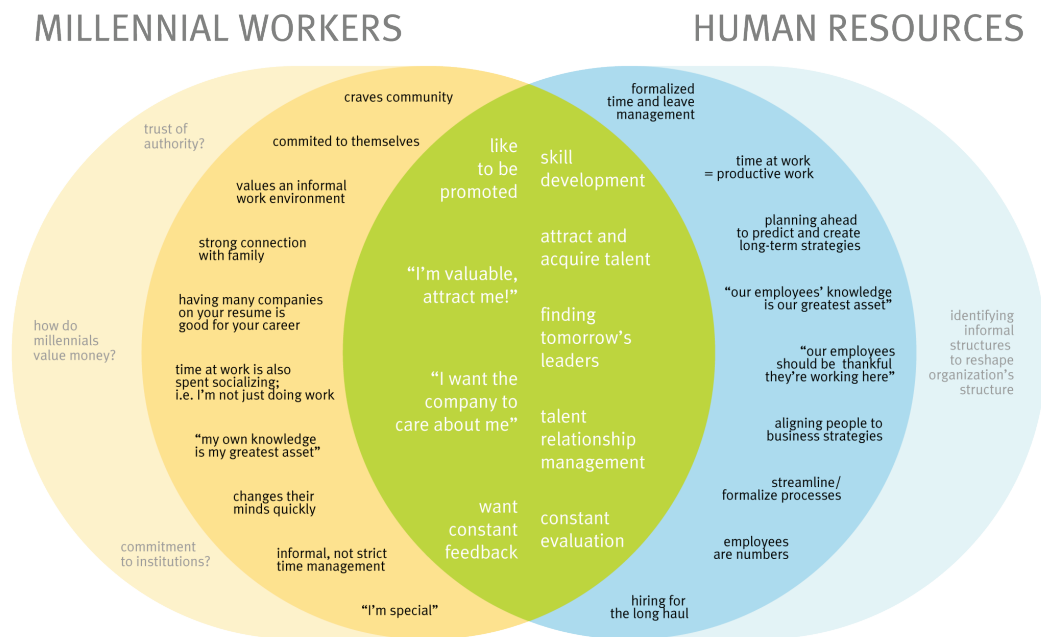 MILLENNIAL WORKERS
HUMAN RESOURCES
trust of
authority?
how do
millennials
value money?
commitment
to institutions?
craves community
commited to themselves
values an informal
work environment
strong connection
with family
having many companies
on your resume is
good for your career
time at work is also
spent socializing;
i.e. I'm not just doing work
"my own knowledge
is my greatest asset"
changes their
minds quickly
informal, not strict
time management
"I'm special"
like
to be
promoted
"I'm valuable,
attract me!"
"I want the
company to
care about me"
want
constant
feedback
skill
development
attract and
acquire talent
finding
tomorrow's
leaders
talent
relationship
management
constant
evaluation
formalized
time and leave
management
time at work
= productive work
planning ahead
to predict and create
long-term strategies
"our employees' knowledge
is our greatest asset"
"our employees
should be thankful
they're working here"
aligning people to
business strategies
streamline/
formalize processes
employees
are numbers
hiring for
the long haul
identifying
informal
structures
to reshape
organization's
structure